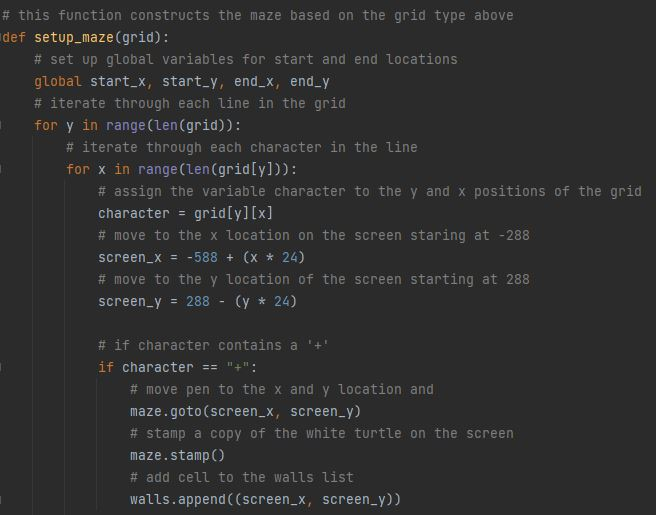 # this function constructs the maze based on the grid type above
def setup_maze(grid):
# set up global variables for start and end locations
global start_x, start_y, end_x, end_y
# iterate through each line in the grid
for y in range(len(grid)):
# iterate through each character in the line
for x in range(len(grid[y])):
# assign the variable character to the y and x positions of the grid
character = grid[y][x]
# move to the x location on the screen staring at -288
screen_x = -588 + (x * 24)
# move to the y location of the screen starting at 288
screen_y = 288 - (y * 24)
# if character contains a '+'
if character == "+":
# move pen to the x and y location and
maze.goto(screen_x, screen_y)
# stamp a copy of the white turtle on the screen
maze.stamp()
# add cell to the walls list
walls.append((screen_x, screen_y))